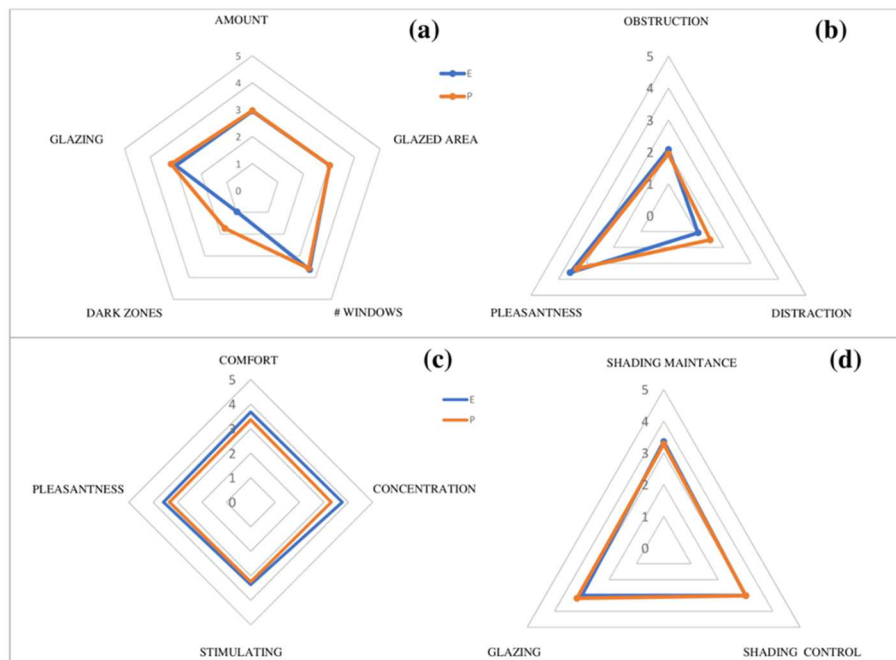 AMOUNT
(a)
5
4
3
2
1
0
GLAZING
GLAZED AREA
DARK ZONES
# WINDOWS
E
P
OBSTRUCTION
(b)
5
4
3
2
1
0
PLEASANTNESS
DISTRACTION
COMFORT
(c)
5
4
3
2
1
0
PLEASANTNESS
CONCENTRATION
STIMULATING
E
P
SHADING MAINTANCE
(d)
5
4
3
2
1
0
GLAZING
SHADING CONTROL